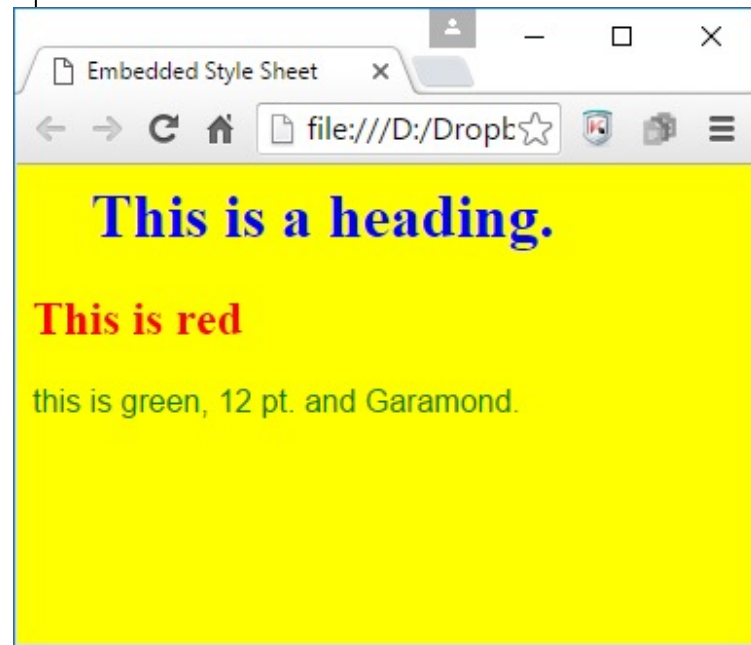 Embedded Style Sheet
file:///D:/Dropb
This is a heading.
This is red
this is green, 12 pt. and Garamond.